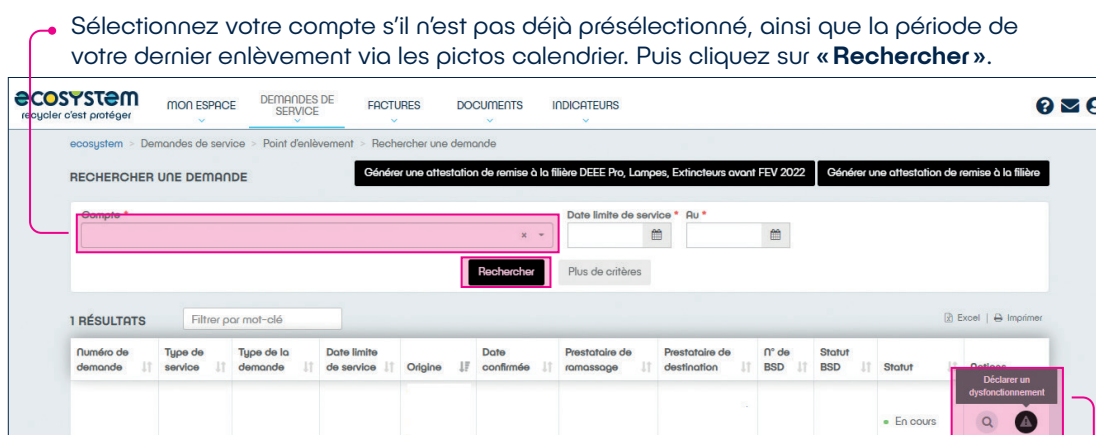 Sélectionnez votre compte s'il n'est pas déjà présélectionné, ainsi que la période de
votre dernier enlèvement via les pictos calendrier. Puis cliquez sur « Rechercher ».
ecosystem
recycler c'est protéger
MON ESPACE
DEMANDES DE
SERVICE
FACTURES
DOCUMENTS
INDICATEURS
ecosystem > Demandes de service > Point d'enlèvement > Rechercher une demande
RECHERCHER UNE DEMANDE
Générer une attestation de remise à la filière DEEE Pro, Lampes, Extincteurs avant FEV 2022
Générer une attestation de remise à la filière
Compte *
Date limite de service * Au *
Rechercher
Plus de critères
1 RÉSULTATS
Filtrer par mot-clé
Excel | Imprimer
Numéro de
demande
Type de
service
Type de la
demande
Date limite
de service
Origine
Date
confirmée
Prestataire de
ramassage
Prestataire de
destination
N° de
BSD
Statut
BSD
Statut
Actions
Déclarer un
dysfonctionnement
En cours